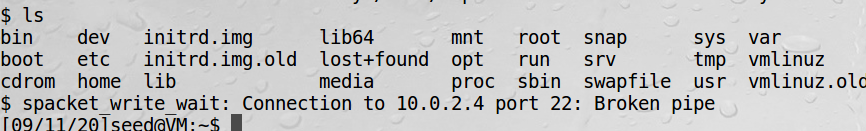 $ ls
bin    dev   initrd.img      lib64       mnt   root  snap      sys  var
boot   etc   initrd.img.old  lost+found  opt   run   srv       tmp  vmlinuz
cdrom  home  lib             media       proc  sbin  swapfile  usr  vmlinuz.old
$ spacket_write_wait: Connection to 10.0.2.4 port 22: Broken pipe
[09/11/20]seed@VM:~$